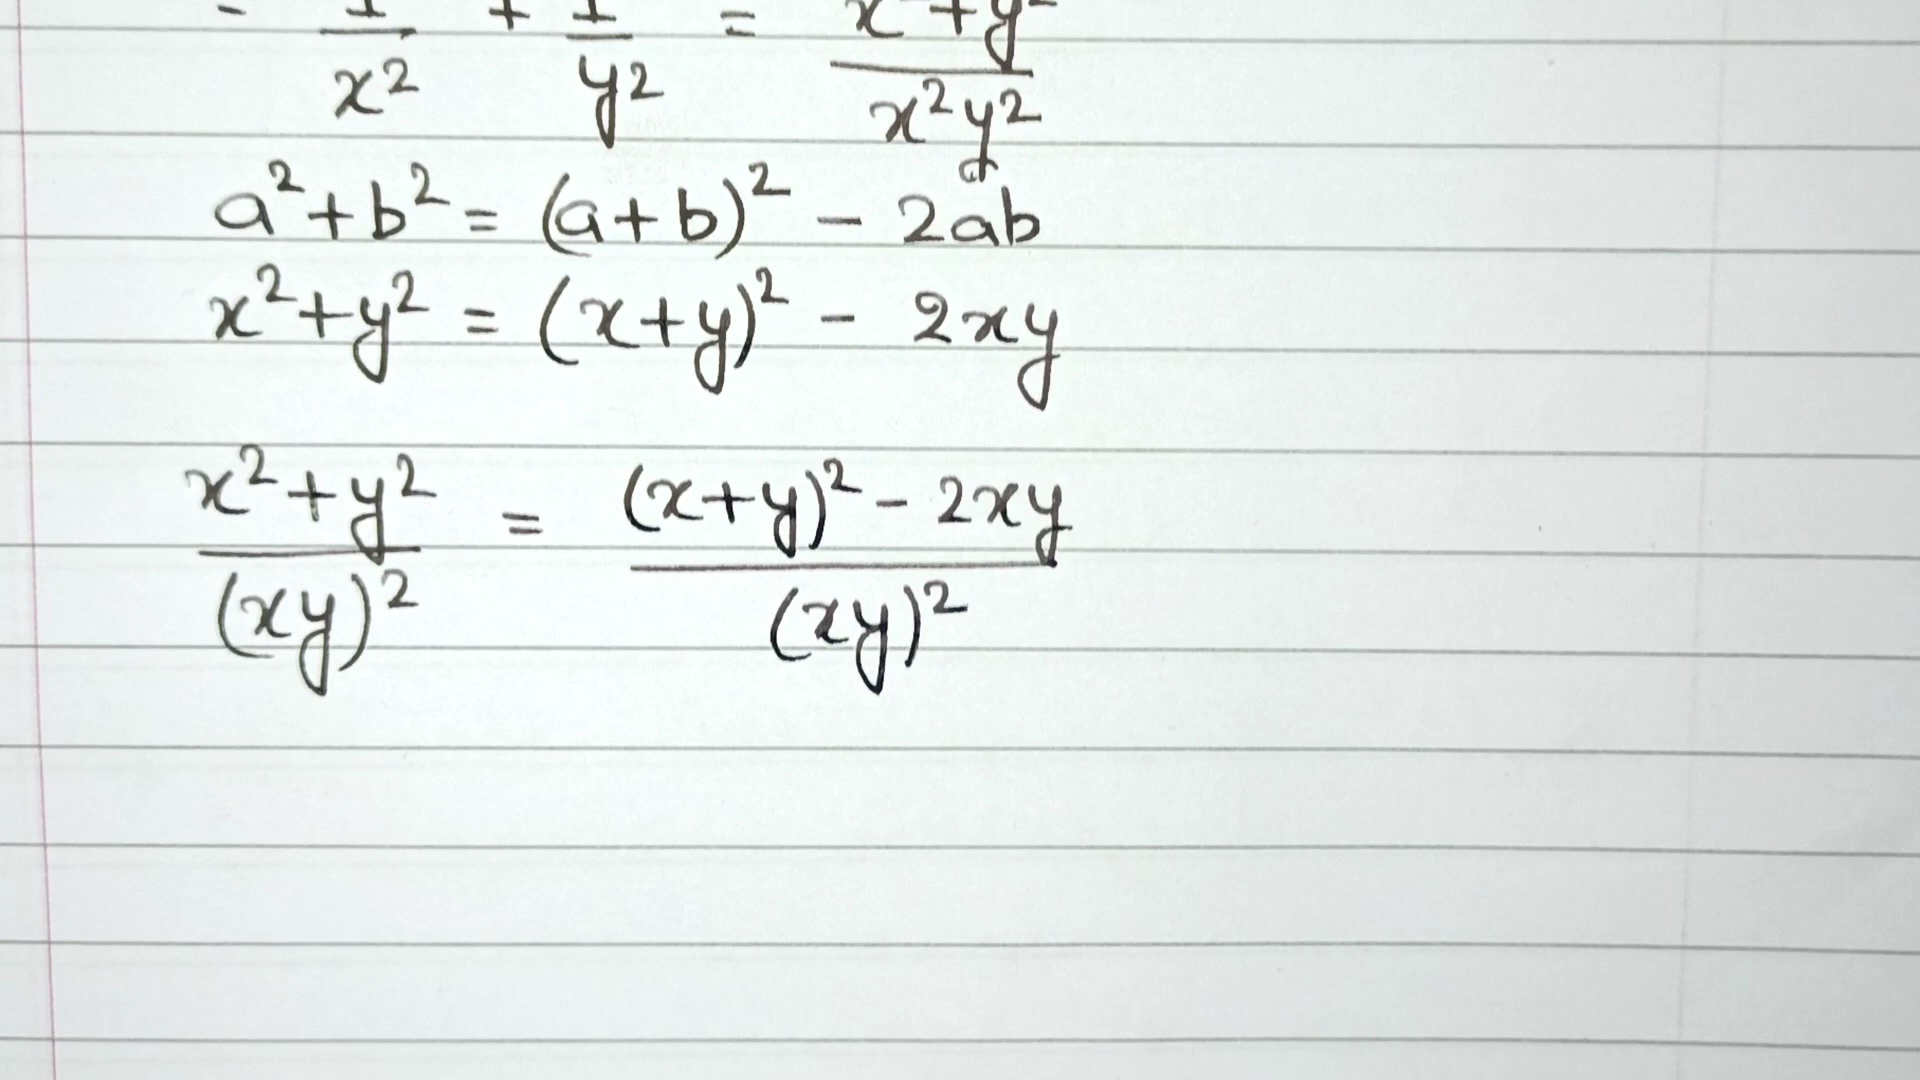 - 1/x² + 1/y² = x²+y²/x²y²
a²+b² = (a+b)² - 2ab
x²+y² = (x+y)² - 2xy
x²+y²/(xy)² = (x+y)² - 2xy/(xy)²